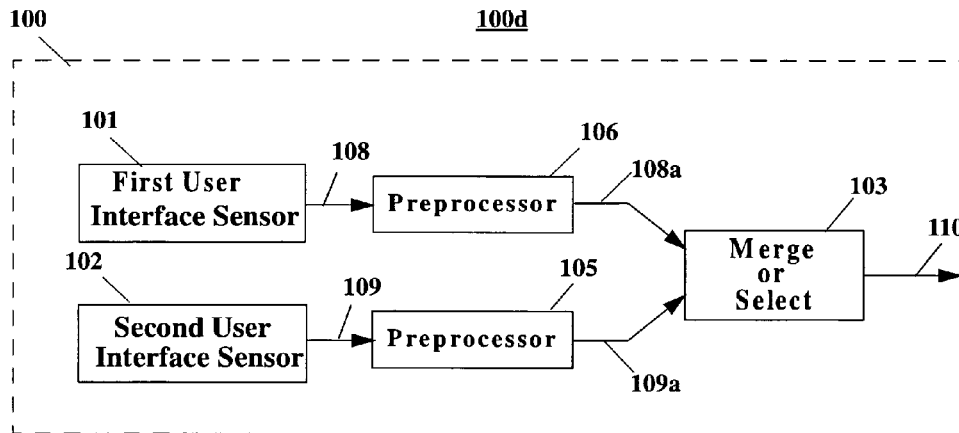 100
100d
101
108
106
108a
103
110
First User
Interface Sensor
Preprocessor
Merge
or
Select
102
109
105
109a
Second User
Interface Sensor
Preprocessor